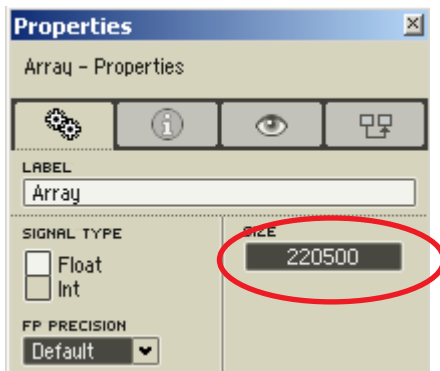 Properties
Array - Properties
LABEL
Array
SIGNAL TYPE
SIZE
Float
220500
Int
FP PRECISION
Default